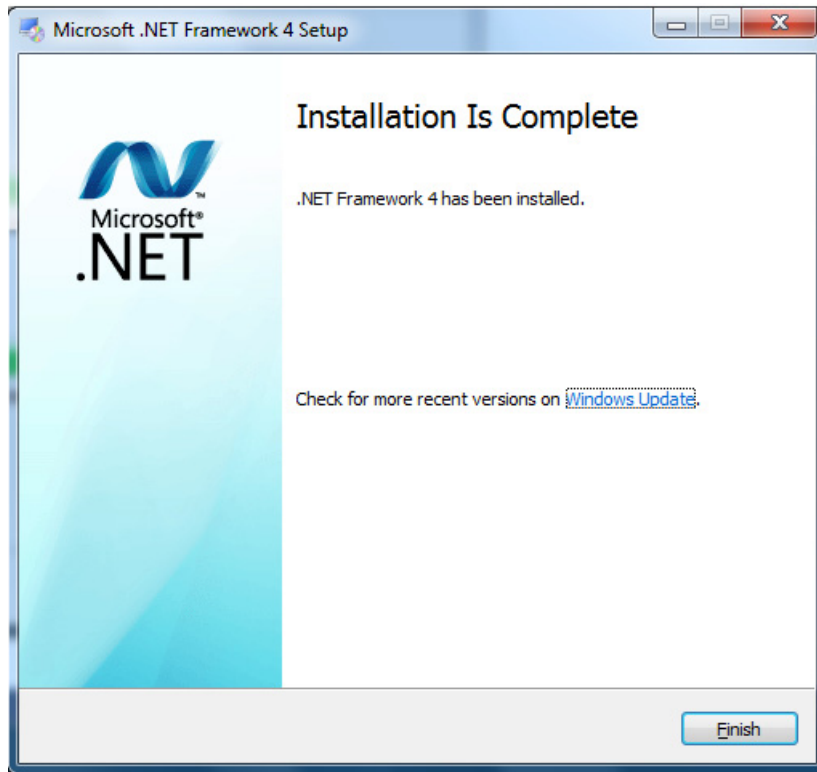 Microsoft .NET Framework 4 Setup
Installation Is Complete
.NET Framework 4 has been installed.
Microsoft®
.NET™
Check for more recent versions on Windows Update.
Finish